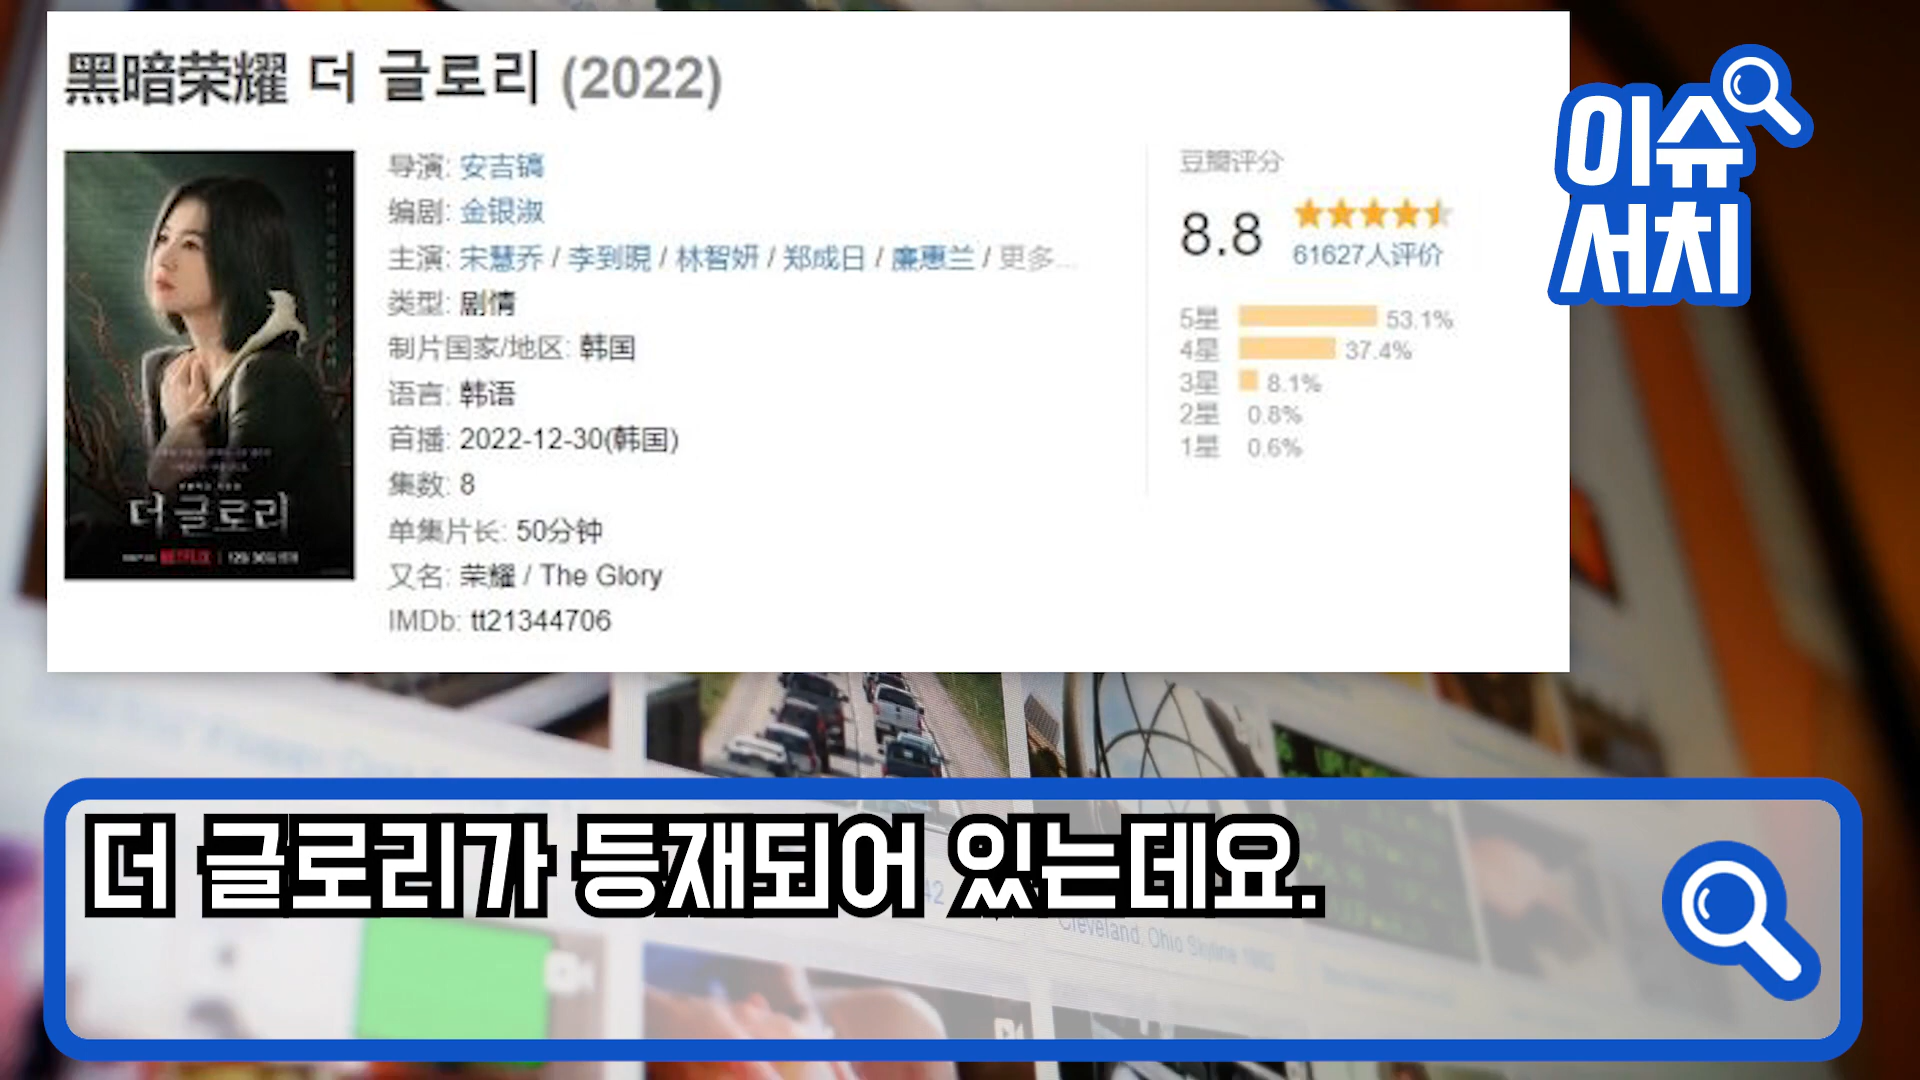 黑暗荣耀 더 글로리 (2022)
导演: 安吉镐
编剧: 金银淑
主演: 宋慧乔 / 李到晛 / 林智妍 / 郑成日 / 廉惠兰 / 更多...
类型: 剧情
制片国家/地区: 韩国
语言: 韩语
首播: 2022-12-30(韩国)
集数: 8
单集片长: 50分钟
又名: 荣耀 / The Glory
IMDb: tt21344706
豆瓣评分
8.8
61627人评价
5星 53.1%
4星 37.4%
3星 8.1%
2星 0.8%
1星 0.6%
더 글로리
NETFLIX
이슈
서치
더 글로리가 등재되어 있는데요.
Cleveland, Ohio Skyline